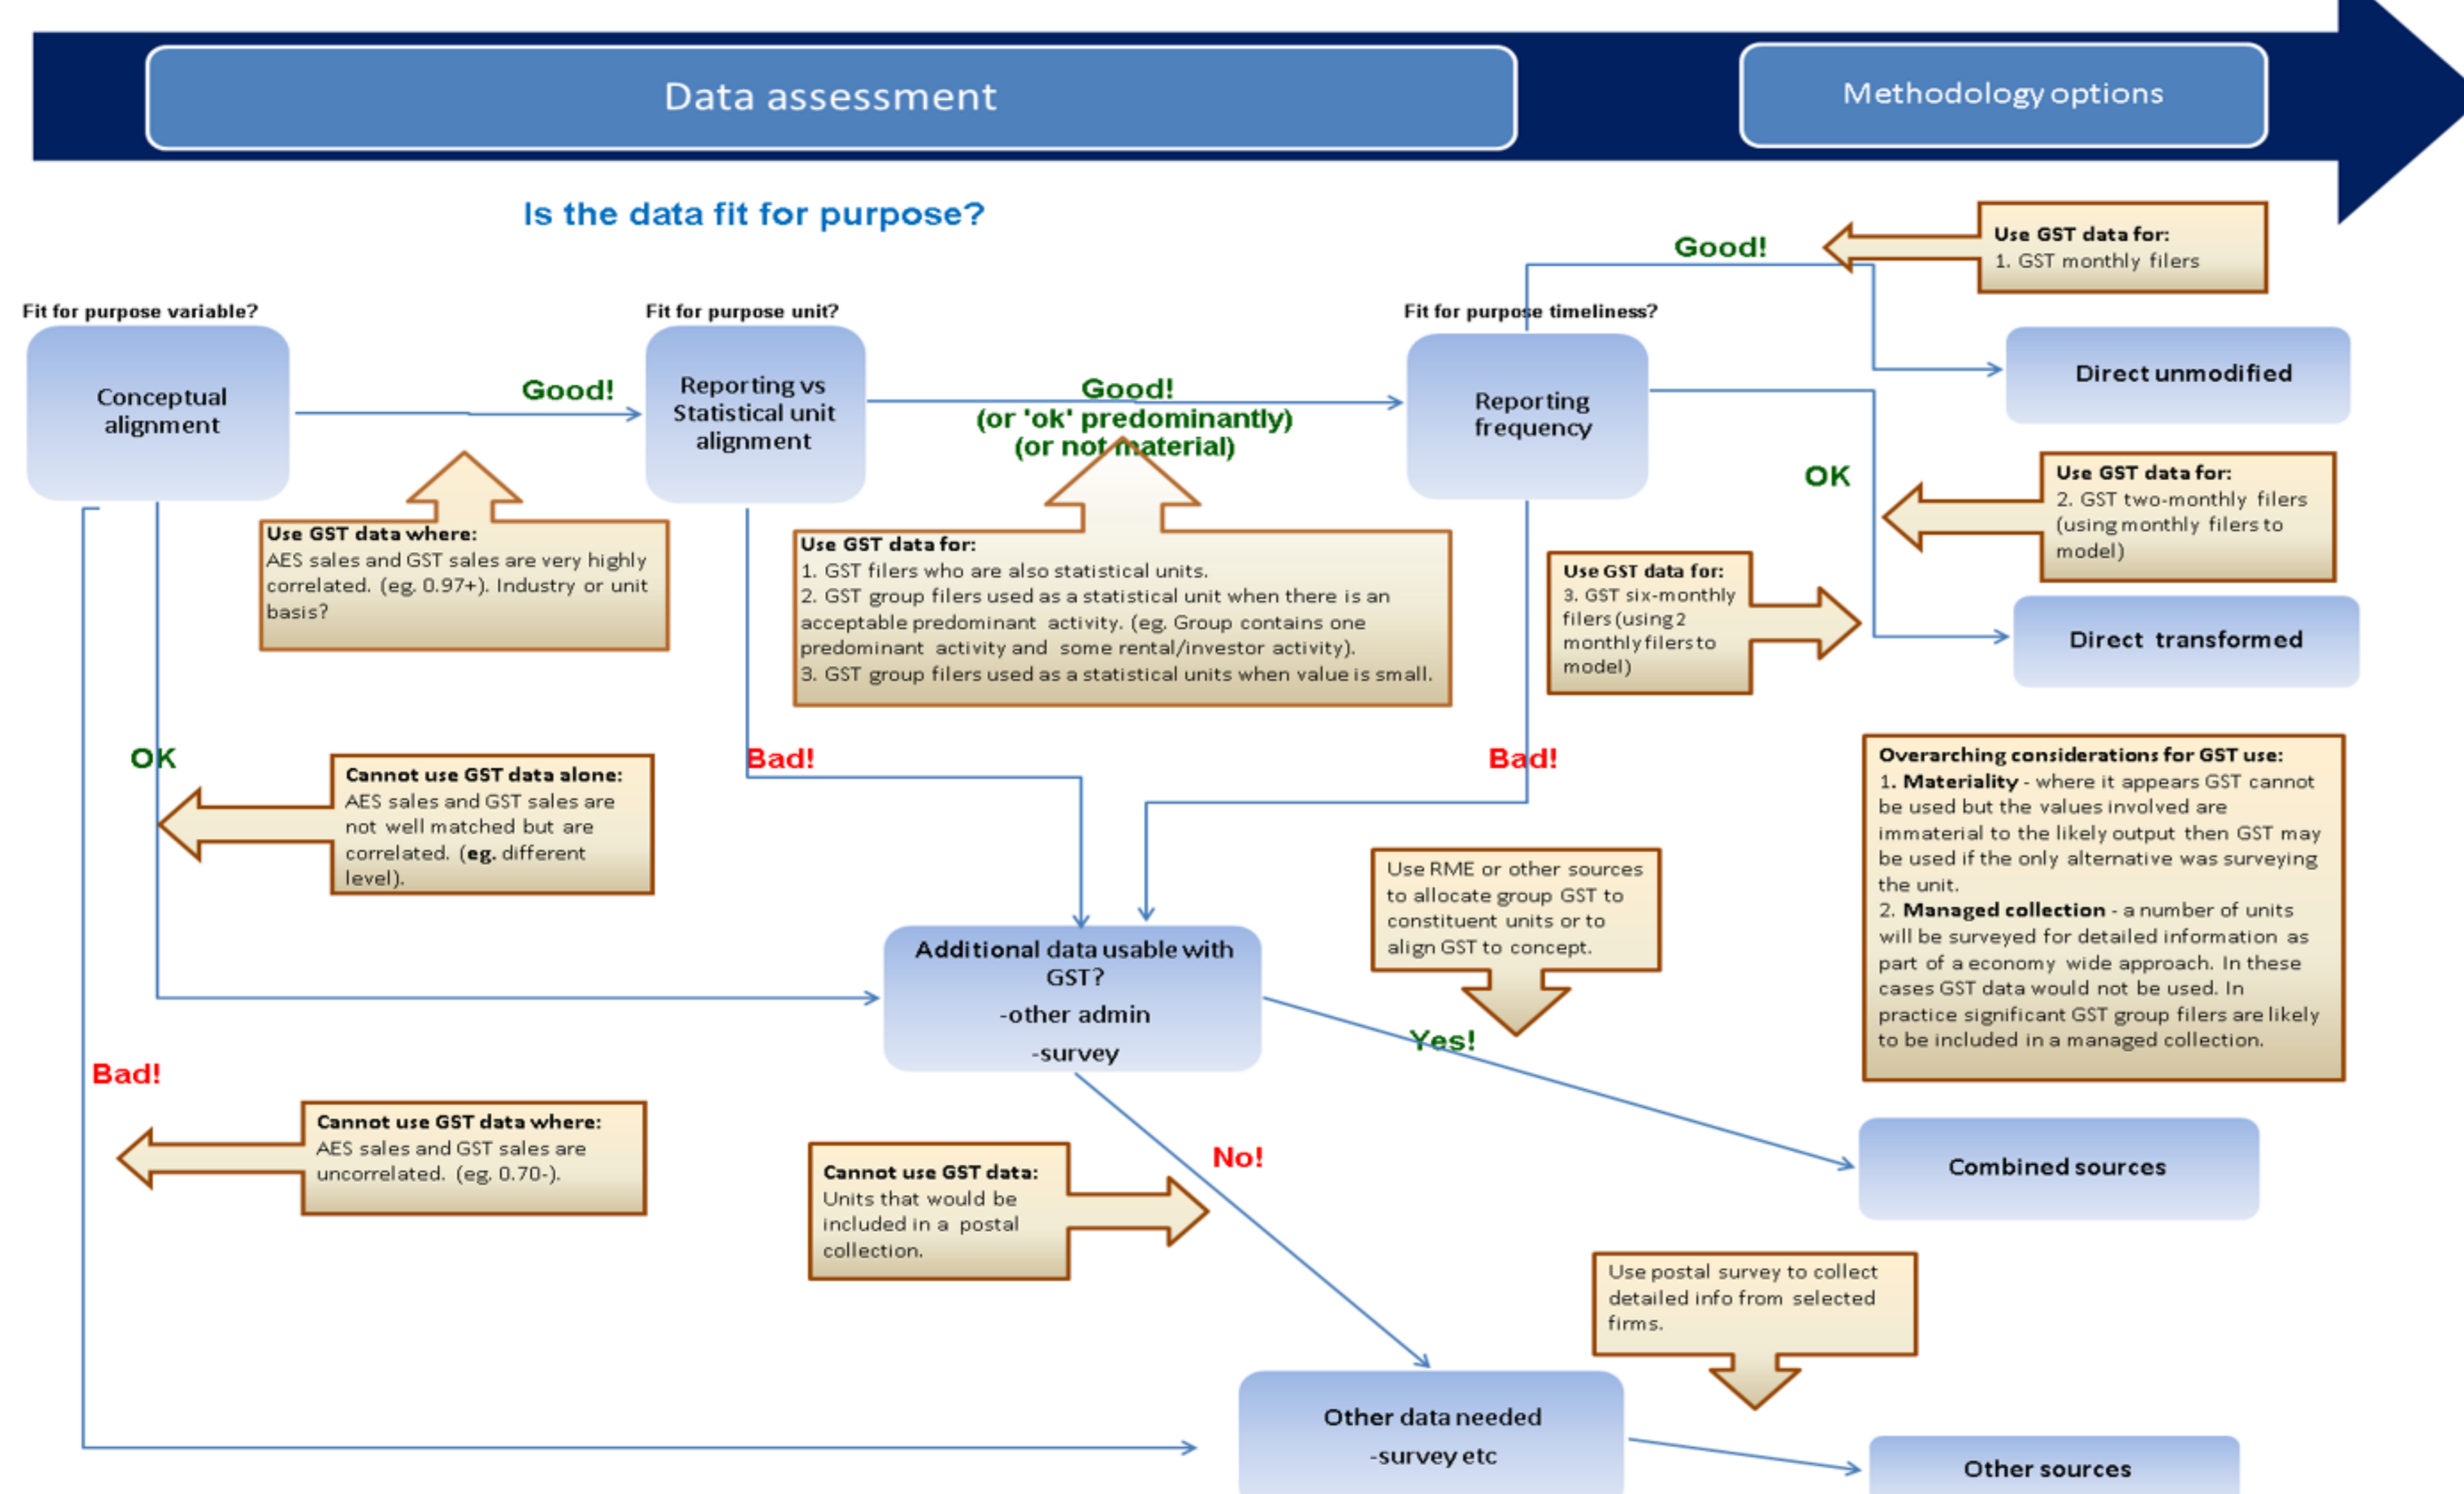 Data assessment
Methodology options
Is the data fit for purpose?
Good!
Use GST data for:
1. GST monthly filers
Fit for purpose variable?
Fit for purpose unit?
Fit for purpose timeliness?
Conceptual
alignment
Good!
Reporting vs
Statistical unit
alignment
Good!
(or 'ok' predominantly)
(or not material)
Reporting
frequency
Direct unmodified
OK
Use GST data for:
2. GST two-monthly filers
(using monthly filers to
model)
Use GST data where:
AES sales and GST sales are very highly
correlated. (eg. 0.97+). Industry or unit
basis?
Use GST data for:
1. GST filers who are also statistical units.
2. GST group filers used as a statistical unit when there is an
acceptable predominant activity. (eg. Group contains one
predominant activity and some rental/investor activity).
3. GST group filers used as a statistical units when value is small.
Use GST data for:
3. GST six-monthly
filers (using 2
monthly filers to
model)
Direct transformed
OK
Cannot use GST data alone:
AES sales and GST sales are
not well matched but are
correlated. (eg. different
level).
Bad!
Bad!
Overarching considerations for GST use:
1. Materiality - where it appears GST cannot
be used but the values involved are
immaterial to the likely output then GST may
be used if the only alternative was surveying
the unit.
2. Managed collection - a number of units
will be surveyed for detailed information as
part of a economy wide approach. In these
cases GST data would not be used. In
practice significant GST group filers are likely
to be included in a managed collection.
Use RME or other sources
to allocate group GST to
constituent units or to
align GST to concept.
Additional data usable with
GST?
-other admin
-survey
Yes!
Bad!
Cannot use GST data where:
AES sales and GST sales are
uncorrelated. (eg. 0.70-).
Cannot use GST data:
Units that would be
included in a postal
collection.
No!
Combined sources
Use postal survey to collect
detailed info from selected
firms.
Other data needed
-survey etc
Other sources